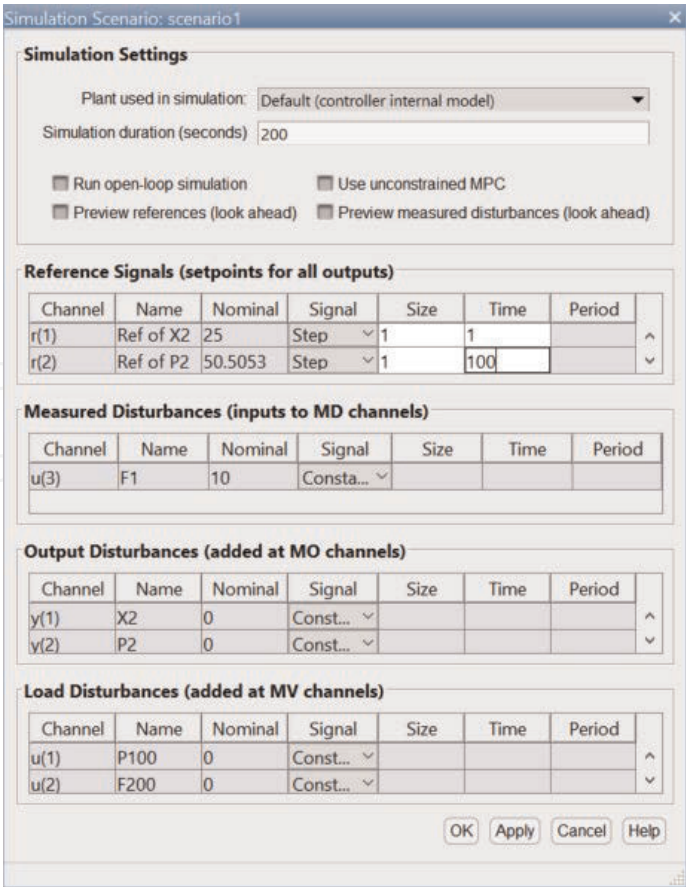 Simulation Scenario: scenario1
Simulation Settings
Plant used in simulation: Default (controller internal model)
Simulation duration (seconds) 200
Run open-loop simulation Use unconstrained MPC
Preview references (look ahead) Preview measured disturbances (look ahead)
Reference Signals (setpoints for all outputs)
Channel Name Nominal Signal Size Time Period
r(1) Ref of X2 25 Step 1 1
r(2) Ref of P2 50.5053 Step 1 100
Measured Disturbances (inputs to MD channels)
Channel Name Nominal Signal Size Time Period
u(3) F1 10 Consta...
Output Disturbances (added at MO channels)
Channel Name Nominal Signal Size Time Period
y(1) X2 0 Const...
y(2) P2 0 Const...
Load Disturbances (added at MV channels)
Channel Name Nominal Signal Size Time Period
u(1) P100 0 Const...
u(2) F200 0 Const...
OK Apply Cancel Help